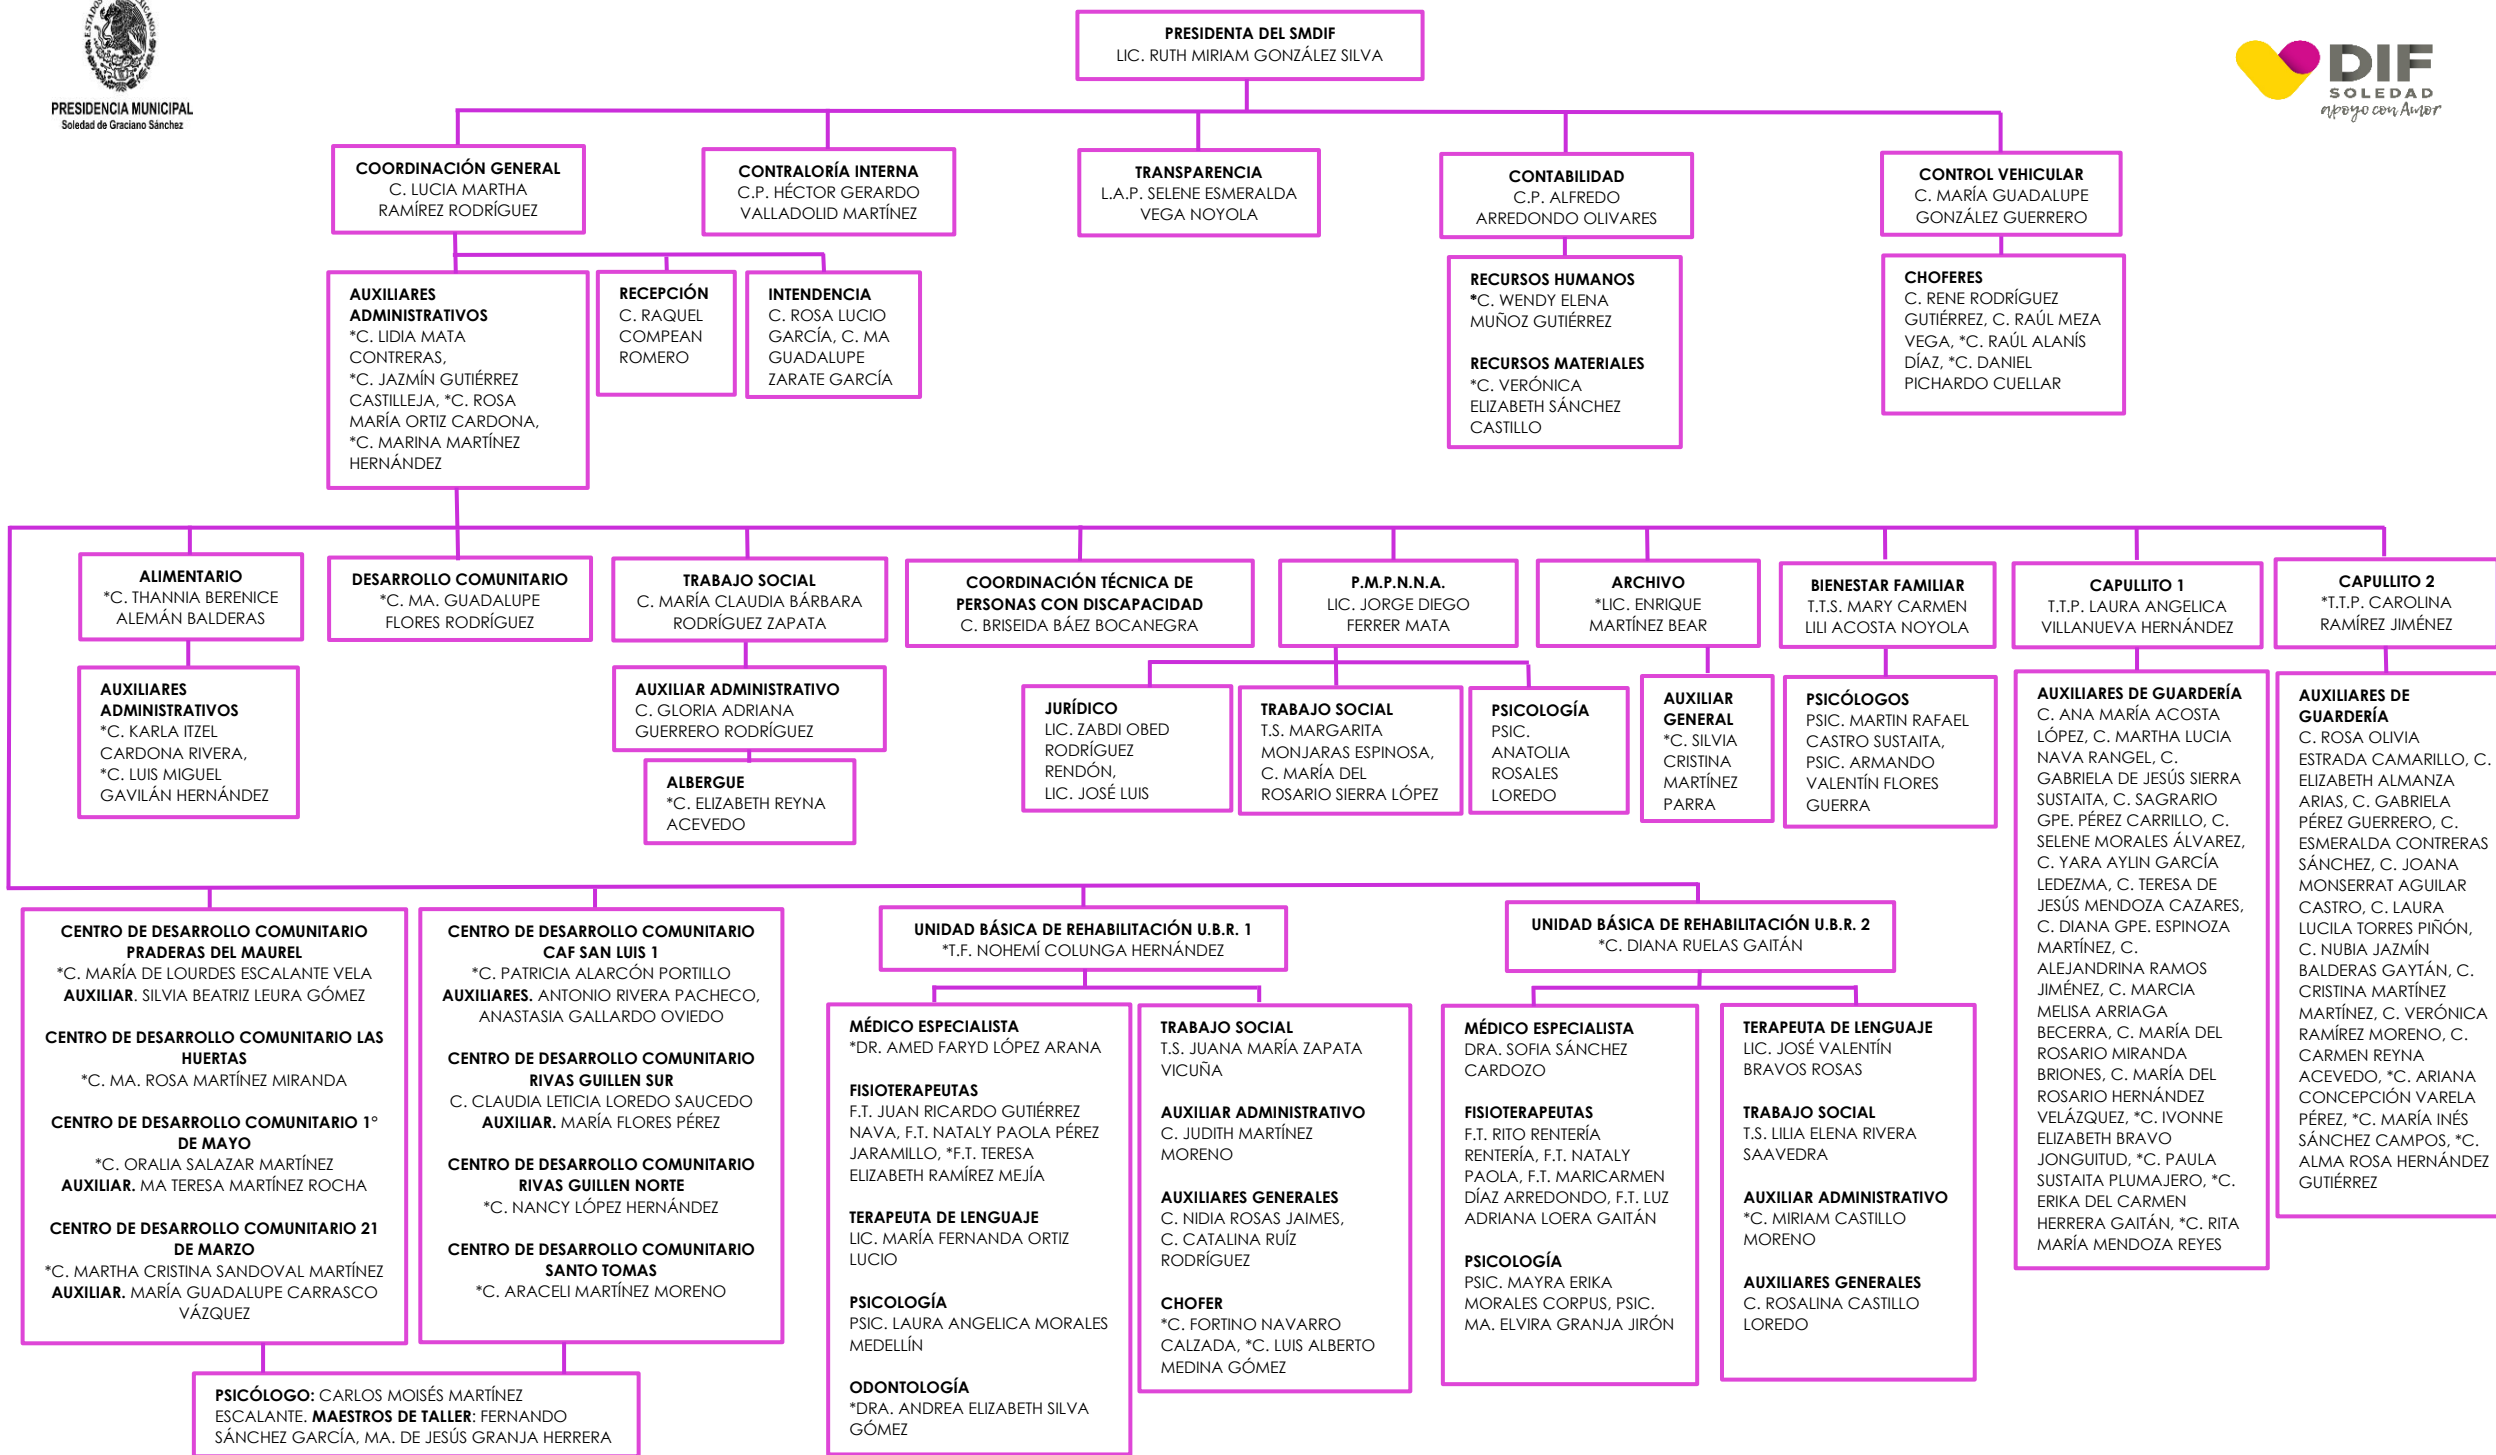 ESTADOS UNIDOS MEXICANOS
PRESIDENCIA MUNICIPAL
Soledad de Graciano Sánchez
PRESIDENTA DEL SMDIF
LIC. RUTH MIRIAM GONZÁLEZ SILVA
DIF
SOLEDAD
apoyo con Amor
COORDINACIÓN GENERAL
C. LUCIA MARTHA
RAMÍREZ RODRÍGUEZ
CONTRALORÍA INTERNA
C.P. HÉCTOR GERARDO
VALLADOLID MARTÍNEZ
TRANSPARENCIA
L.A.P. SELENE ESMERALDA
VEGA NOYOLA
CONTABILIDAD
C.P. ALFREDO
ARREDONDO OLIVARES
CONTROL VEHICULAR
C. MARÍA GUADALUPE
GONZÁLEZ GUERRERO
AUXILIARES
ADMINISTRATIVOS
*C. LIDIA MATA
CONTRERAS,
*C. JAZMÍN GUTIÉRREZ
CASTILLEJA, *C. ROSA
MARÍA ORTIZ CARDONA,
*C. MARINA MARTÍNEZ
HERNÁNDEZ
RECEPCIÓN
C. RAQUEL
COMPEAN
ROMERO
INTENDENCIA
C. ROSA LUCIO
GARCÍA, C. MA
GUADALUPE
ZARATE GARCÍA
RECURSOS HUMANOS
*C. WENDY ELENA
MUÑOZ GUTIÉRREZ
RECURSOS MATERIALES
*C. VERÓNICA
ELIZABETH SÁNCHEZ
CASTILLO
CHOFERES
C. RENE RODRÍGUEZ
GUTIÉRREZ, C. RAÚL MEZA
VEGA, *C. RAÚL ALANÍS
DÍAZ, *C. DANIEL
PICHARDO CUELLAR
ALIMENTARIO
*C. THANNIA BERENICE
ALEMÁN BALDERAS
DESARROLLO COMUNITARIO
*C. MA. GUADALUPE
FLORES RODRÍGUEZ
TRABAJO SOCIAL
C. MARÍA CLAUDIA BÁRBARA
RODRÍGUEZ ZAPATA
COORDINACIÓN TÉCNICA DE
PERSONAS CON DISCAPACIDAD
C. BRISEIDA BÁEZ BOCANEGRA
P.M.P.N.N.A.
LIC. JORGE DIEGO
FERRER MATA
ARCHIVO
*LIC. ENRIQUE
MARTÍNEZ BEAR
BIENESTAR FAMILIAR
T.T.S. MARY CARMEN
LILI ACOSTA NOYOLA
CAPULLITO 1
T.T.P. LAURA ANGELICA
VILLANUEVA HERNÁNDEZ
CAPULLITO 2
*T.T.P. CAROLINA
RAMÍREZ JIMÉNEZ
AUXILIARES
ADMINISTRATIVOS
*C. KARLA ITZEL
CARDONA RIVERA,
*C. LUIS MIGUEL
GAVILÁN HERNÁNDEZ
AUXILIAR ADMINISTRATIVO
C. GLORIA ADRIANA
GUERRERO RODRÍGUEZ
ALBERGUE
*C. ELIZABETH REYNA
ACEVEDO
JURÍDICO
LIC. ZABDI OBED
RODRÍGUEZ
RENDÓN,
LIC. JOSÉ LUIS
TRABAJO SOCIAL
T.S. MARGARITA
MONJARAS ESPINOSA,
C. MARÍA DEL
ROSARIO SIERRA LÓPEZ
PSICOLOGÍA
PSIC.
ANATOLIA
ROSALES
LOREDO
AUXILIAR
GENERAL
*C. SILVIA
CRISTINA
MARTÍNEZ
PARRA
PSICÓLOGOS
PSIC. MARTIN RAFAEL
CASTRO SUSTAITA,
PSIC. ARMANDO
VALENTÍN FLORES
GUERRA
AUXILIARES DE GUARDERÍA
C. ANA MARÍA ACOSTA
LÓPEZ, C. MARTHA LUCIA
NAVA RANGEL, C.
GABRIELA DE JESÚS SIERRA
SUSTAITA, C. SAGRARIO
GPE. PÉREZ CARRILLO, C.
SELENE MORALES ÁLVAREZ,
C. YARA AYLIN GARCÍA
LEDEZMA, C. TERESA DE
JESÚS MENDOZA CAZARES,
C. DIANA GPE. ESPINOZA
MARTÍNEZ, C.
ALEJANDRINA RAMOS
JIMÉNEZ, C. MARCIA
MELISA ARRIAGA
BECERRA, C. MARÍA DEL
ROSARIO MIRANDA
BRIONES, C. MARÍA DEL
ROSARIO HERNÁNDEZ
VELÁZQUEZ, *C. IVONNE
ELIZABETH BRAVO
JONGUITUD, *C. PAULA
SUSTAITA PLUMAJERO, *C.
ERIKA DEL CARMEN
HERRERA GAITÁN, *C. RITA
MARÍA MENDOZA REYES
AUXILIARES DE
GUARDERÍA
C. ROSA OLIVIA
ESTRADA CAMARILLO, C.
ELIZABETH ALMANZA
ARIAS, C. GABRIELA
PÉREZ GUERRERO, C.
ESMERALDA CONTRERAS
SÁNCHEZ, C. JOANA
MONSERRAT AGUILAR
CASTRO, C. LAURA
LUCILA TORRES PIÑÓN,
C. NUBIA JAZMÍN
BALDERAS GAYTÁN, C.
CRISTINA MARTÍNEZ
MARTÍNEZ, C. VERÓNICA
RAMÍREZ MORENO, C.
CARMEN REYNA
ACEVEDO, *C. ARIANA
CONCEPCIÓN VARELA
PÉREZ, *C. MARÍA INÉS
SÁNCHEZ CAMPOS, *C.
ALMA ROSA HERNÁNDEZ
GUTIÉRREZ
CENTRO DE DESARROLLO COMUNITARIO
PRADERAS DEL MAUREL
*C. MARÍA DE LOURDES ESCALANTE VELA
AUXILIAR. SILVIA BEATRIZ LEURA GÓMEZ
CENTRO DE DESARROLLO COMUNITARIO LAS
HUERTAS
*C. MA. ROSA MARTÍNEZ MIRANDA
CENTRO DE DESARROLLO COMUNITARIO 1°
DE MAYO
*C. ORALIA SALAZAR MARTÍNEZ
AUXILIAR. MA TERESA MARTÍNEZ ROCHA
CENTRO DE DESARROLLO COMUNITARIO 21
DE MARZO
*C. MARTHA CRISTINA SANDOVAL MARTÍNEZ
AUXILIAR. MARÍA GUADALUPE CARRASCO
VÁZQUEZ
CENTRO DE DESARROLLO COMUNITARIO
CAF SAN LUIS 1
*C. PATRICIA ALARCÓN PORTILLO
AUXILIARES. ANTONIO RIVERA PACHECO,
ANASTASIA GALLARDO OVIEDO
CENTRO DE DESARROLLO COMUNITARIO
RIVAS GUILLEN SUR
C. CLAUDIA LETICIA LOREDO SAUCEDO
AUXILIAR. MARÍA FLORES PÉREZ
CENTRO DE DESARROLLO COMUNITARIO
RIVAS GUILLEN NORTE
*C. NANCY LÓPEZ HERNÁNDEZ
CENTRO DE DESARROLLO COMUNITARIO
SANTO TOMAS
*C. ARACELI MARTÍNEZ MORENO
PSICÓLOGO: CARLOS MOISÉS MARTÍNEZ
ESCALANTE. MAESTROS DE TALLER: FERNANDO
SÁNCHEZ GARCÍA, MA. DE JESÚS GRANJA HERRERA
UNIDAD BÁSICA DE REHABILITACIÓN U.B.R. 1
*T.F. NOHEMÍ COLUNGA HERNÁNDEZ
MÉDICO ESPECIALISTA
*DR. AMED FARYD LÓPEZ ARANA
FISIOTERAPEUTAS
F.T. JUAN RICARDO GUTIÉRREZ
NAVA, F.T. NATALY PAOLA PÉREZ
JARAMILLO, *F.T. TERESA
ELIZABETH RAMÍREZ MEJÍA
TERAPEUTA DE LENGUAJE
LIC. MARÍA FERNANDA ORTIZ
LUCIO
PSICOLOGÍA
PSIC. LAURA ANGELICA MORALES
MEDELLÍN
ODONTOLOGÍA
*DRA. ANDREA ELIZABETH SILVA
GÓMEZ
TRABAJO SOCIAL
T.S. JUANA MARÍA ZAPATA
VICUÑA
AUXILIAR ADMINISTRATIVO
C. JUDITH MARTÍNEZ
MORENO
AUXILIARES GENERALES
C. NIDIA ROSAS JAIMES,
C. CATALINA RUÍZ
RODRÍGUEZ
CHOFER
*C. FORTINO NAVARRO
CALZADA, *C. LUIS ALBERTO
MEDINA GÓMEZ
UNIDAD BÁSICA DE REHABILITACIÓN U.B.R. 2
*C. DIANA RUELAS GAITÁN
MÉDICO ESPECIALISTA
DRA. SOFIA SÁNCHEZ
CARDOZO
FISIOTERAPEUTAS
F.T. RITO RENTERÍA
RENTERÍA, F.T. NATALY
PAOLA, F.T. MARICARMEN
DÍAZ ARREDONDO, F.T. LUZ
ADRIANA LOERA GAITÁN
PSICOLOGÍA
PSIC. MAYRA ERIKA
MORALES CORPUS, PSIC.
MA. ELVIRA GRANJA JIRÓN
TERAPEUTA DE LENGUAJE
LIC. JOSÉ VALENTÍN
BRAVOS ROSAS
TRABAJO SOCIAL
T.S. LILIA ELENA RIVERA
SAAVEDRA
AUXILIAR ADMINISTRATIVO
*C. MIRIAM CASTILLO
MORENO
AUXILIARES GENERALES
C. ROSALINA CASTILLO
LOREDO